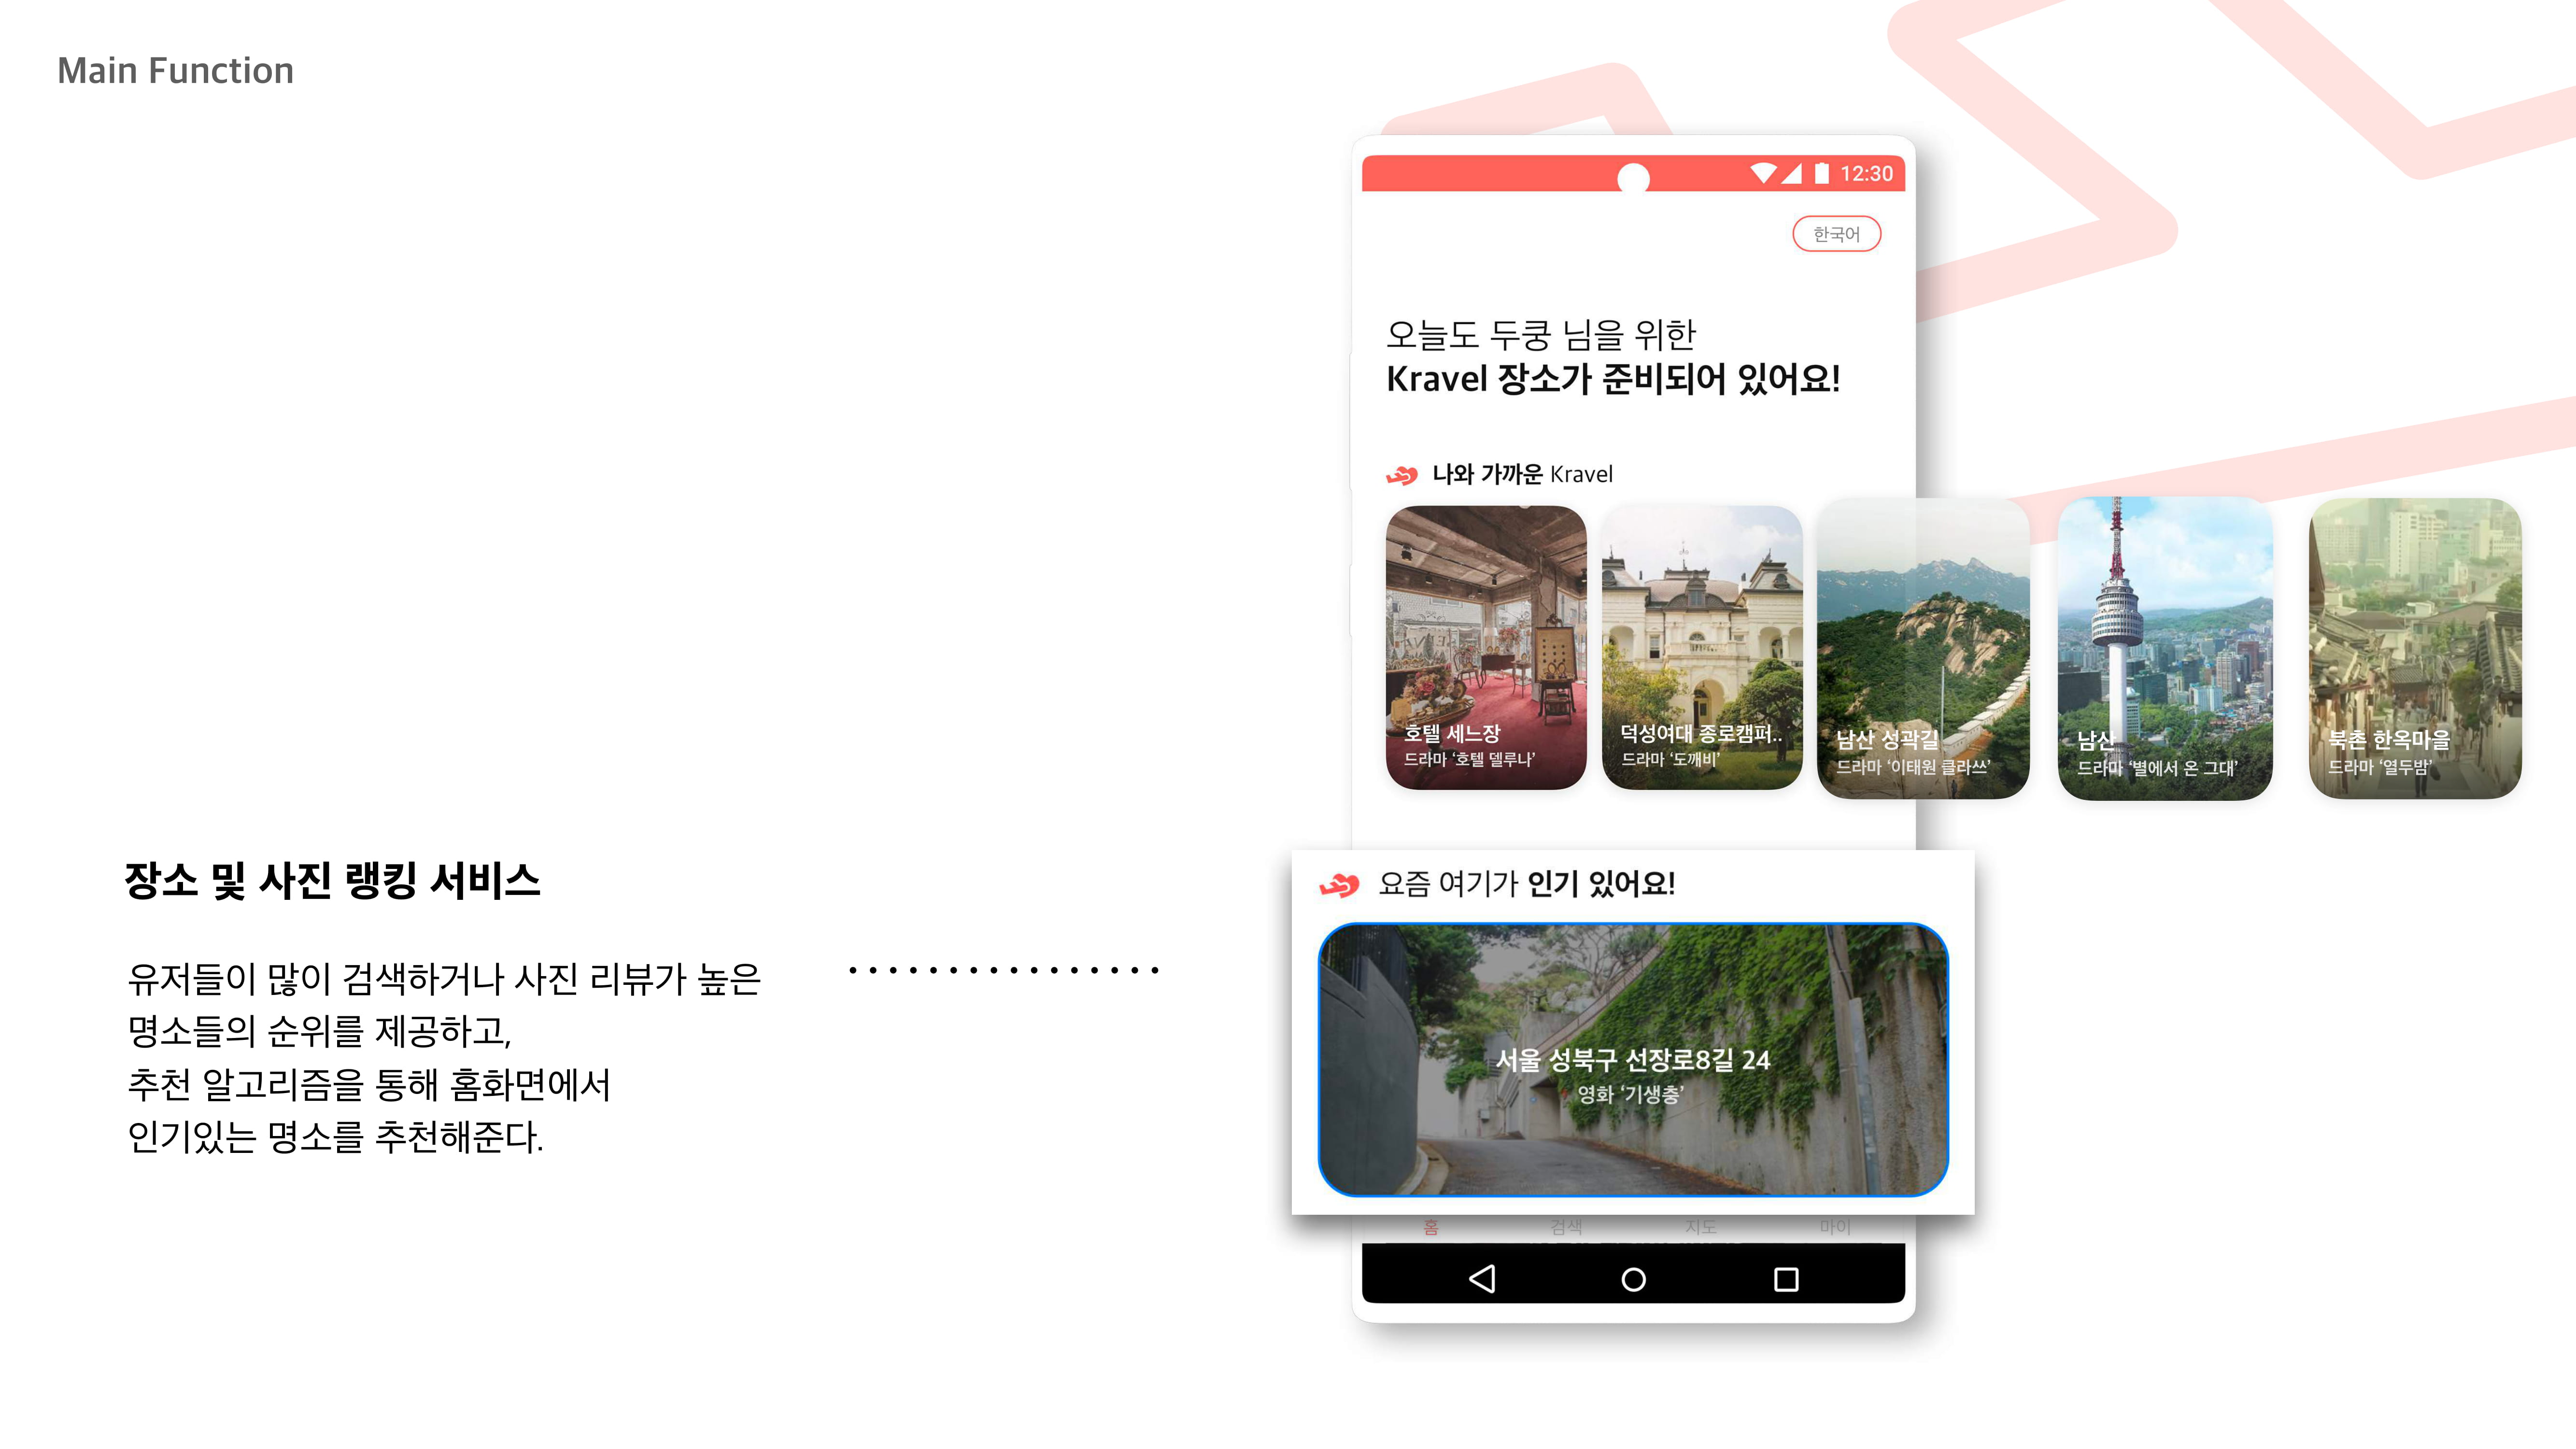 Main Function
12:30
한국어
오늘도 두쿵 님을 위한
Kravel 장소가 준비되어 있어요!
나와 가까운 Kravel
호텔 세느장
드라마 ‘호텔 델루나’
덕성여대 종로캠퍼..
드라마 ‘도깨비’
남산 성곽길
드라마 ‘이태원 클라쓰’
남산
드라마 ‘별에서 온 그대’
북촌 한옥마을
드라마 ‘열두밤’
장소 및 사진 랭킹 서비스
유저들이 많이 검색하거나 사진 리뷰가 높은
명소들의 순위를 제공하고,
추천 알고리즘을 통해 홈화면에서
인기있는 명소를 추천해준다.
요즘 여기가 인기 있어요!
서울 성북구 선장로8길 24
영화 ‘기생충’
홈 검색 지도 마이